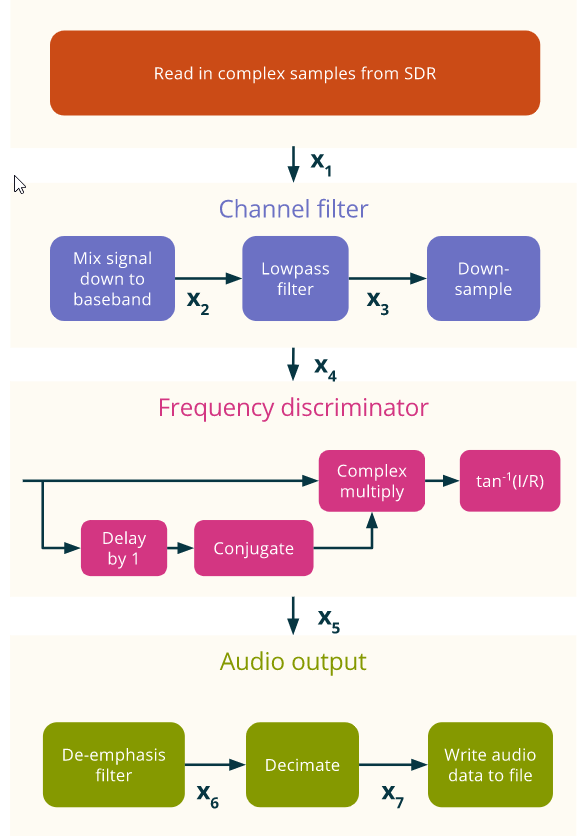 Read in complex samples from SDR
x1
Channel filter
Mix signal
down to
baseband
x2
Lowpass
filter
x3
Down-
sample
x4
Frequency discriminator
Complex
multiply
tan-1(I/R)
Delay
by 1
Conjugate
x5
Audio output
De-emphasis
filter
x6
Decimate
x7
Write audio
data to file